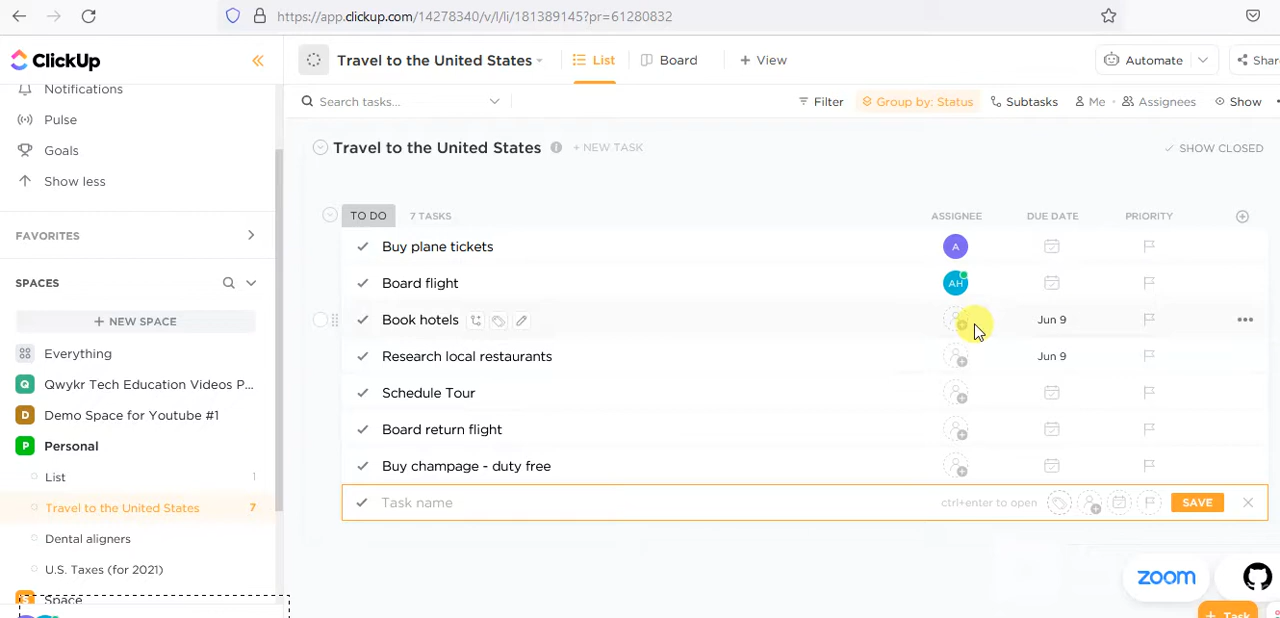 https://app.clickup.com/14278340/v/l/li/181389145?pr=61280832
ClickUp
Travel to the United States
List
Board
+ View
Automate
Shar
Notifications
Search tasks...
Filter
Group by: Status
Subtasks
Me
Assignees
Show
Pulse
Goals
Show less
Travel to the United States
+ NEW TASK
SHOW CLOSED
FAVORITES
SPACES
+ NEW SPACE
Everything
Q Qwykr Tech Education Videos P...
D Demo Space for Youtube #1
P Personal
List 1
Travel to the United States 7
Dental aligners
U.S. Taxes (for 2021)
S Space
TO DO 7 TASKS ASSIGNEE DUE DATE PRIORITY
Buy plane tickets A
Board flight AH
Book hotels Jun 9
Research local restaurants Jun 9
Schedule Tour
Board return flight
Buy champage - duty free
Task name ctrl+enter to open SAVE
zoom
+ Task